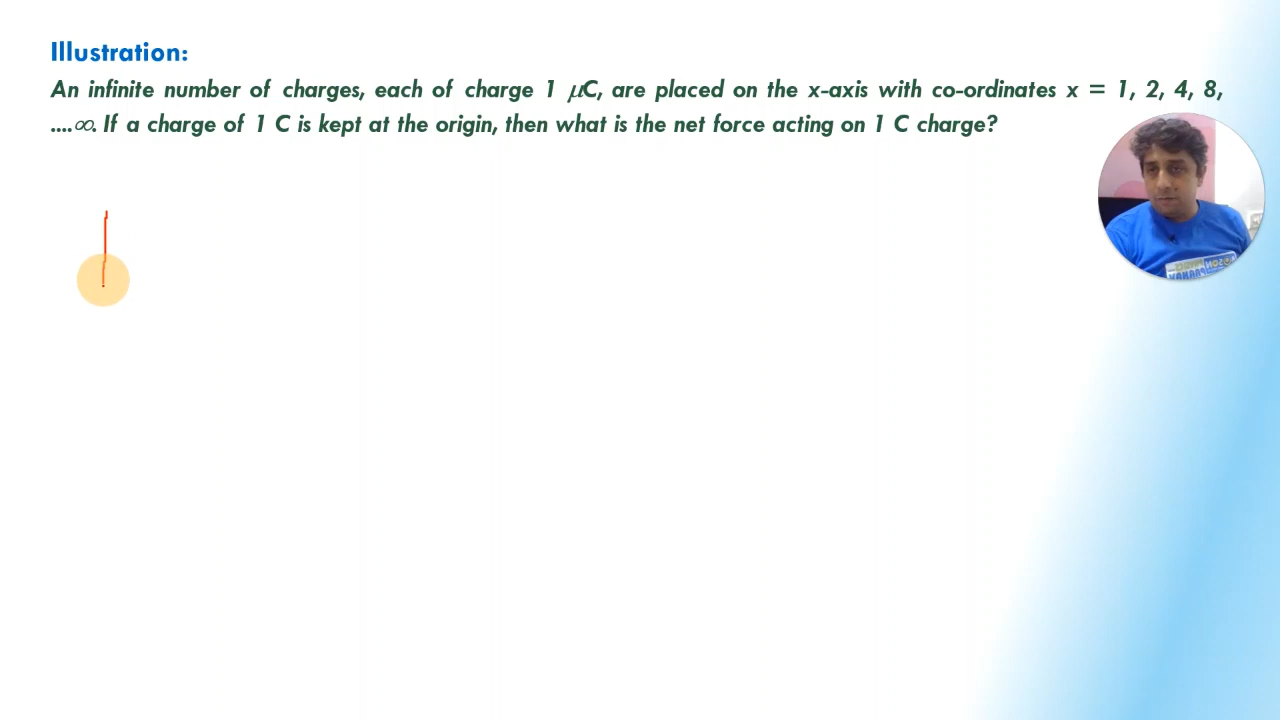 Illustration:
An infinite number of charges, each of charge 1 μC, are placed on the x-axis with co-ordinates x = 1, 2, 4, 8,
....∞. If a charge of 1 C is kept at the origin, then what is the net force acting on 1 C charge?